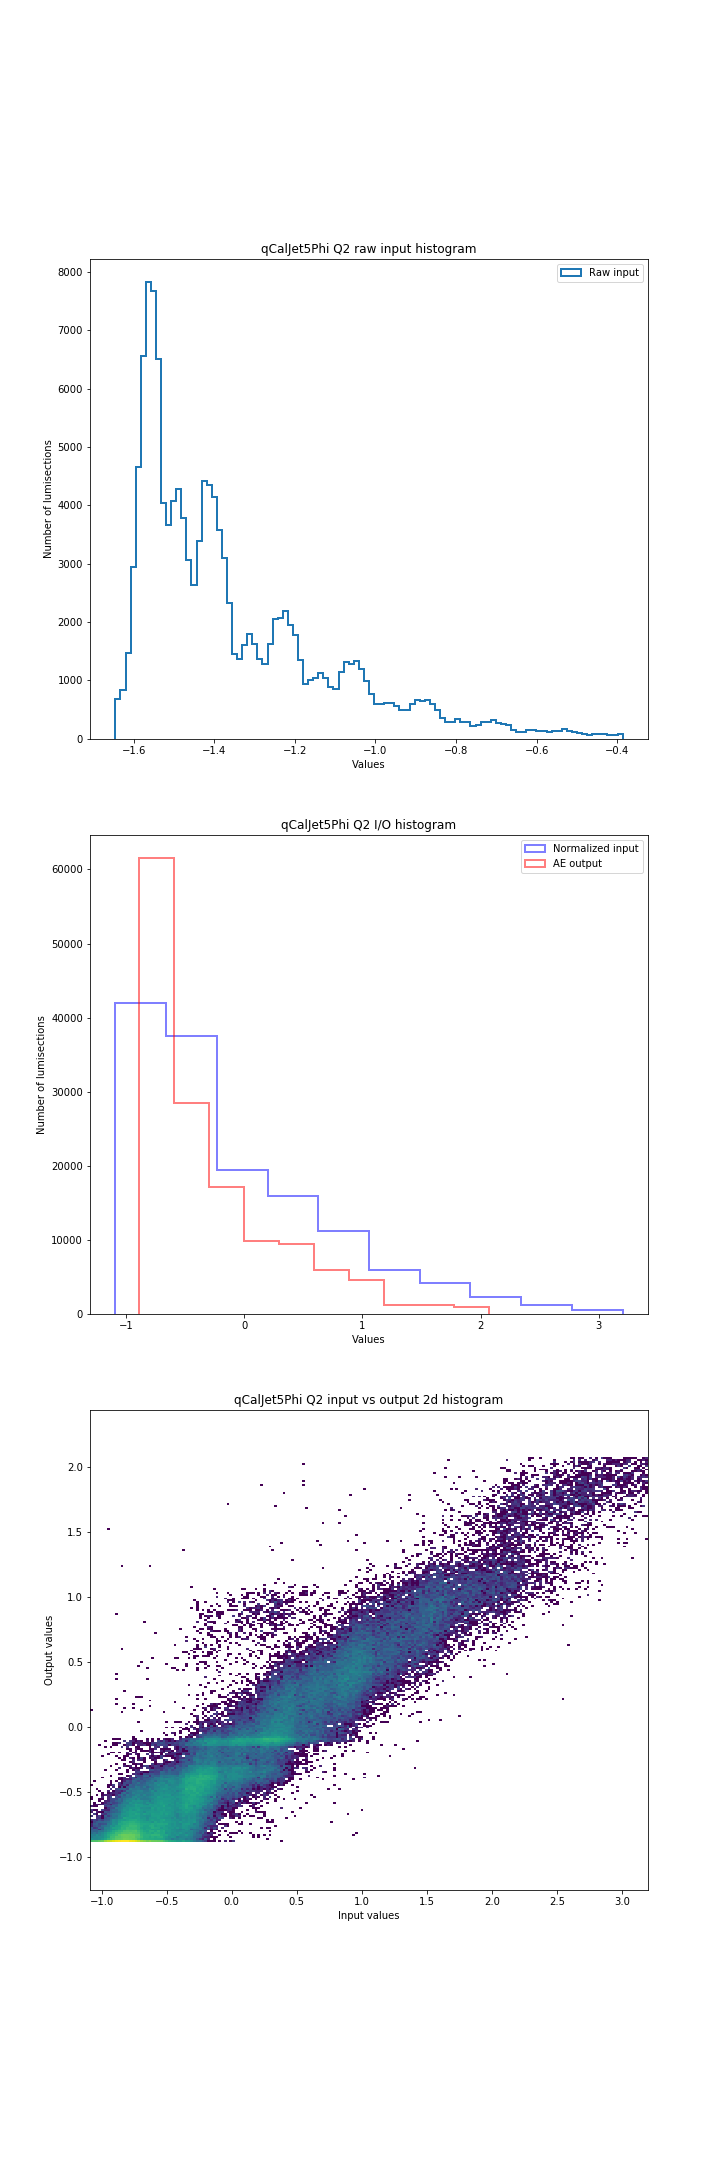 qCalJet5Phi Q2 raw input histogram
Raw input
8000
7000
6000
5000
4000
3000
2000
1000
0
Number of lumisections
−1.6 −1.4 −1.2 −1.0 −0.8 −0.6 −0.4
Values
qCalJet5Phi Q2 I/O histogram
Normalized input
AE output
60000
50000
40000
30000
20000
10000
0
Number of lumisections
−1 0 1 2 3
Values
qCalJet5Phi Q2 input vs output 2d histogram
2.0
1.5
1.0
0.5
0.0
−0.5
−1.0
Output values
−1.0 −0.5 0.0 0.5 1.0 1.5 2.0 2.5 3.0
Input values